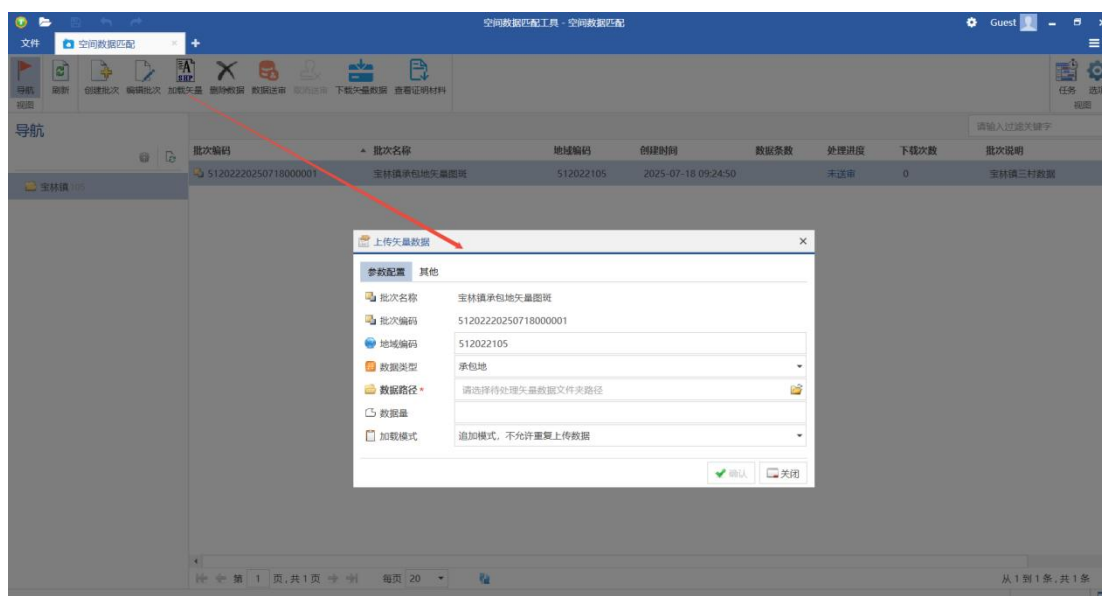 空间数据匹配工具 - 空间数据匹配
Guest
文件 空间数据匹配
导航 刷新 创建批次 编辑批次 加载矢量 删除数据 数据送审 取消送审 下载矢量数据 查看证明材料 任务
视图 视图
导航
请输入过滤关键字
批次编码 批次名称 地域编码 创建时间 数据条数 处理进度 下载次数 批次说明
51202220250718000001 宝林镇承包地矢量图斑 512022105 2025-07-18 09:24:50 未送审 0 宝林镇三村数据
宝林镇
上传矢量数据
参数配置 其他
批次名称 宝林镇承包地矢量图斑
批次编码 51202220250718000001
地域编码 512022105
数据类型 承包地
数据路径 * 请选择待处理矢量数据文件夹路径
数据量
加载模式 追加模式，不允许重复上传数据
确认 关闭
第 1 页,共1页 每页 20 从1到1条,共1条